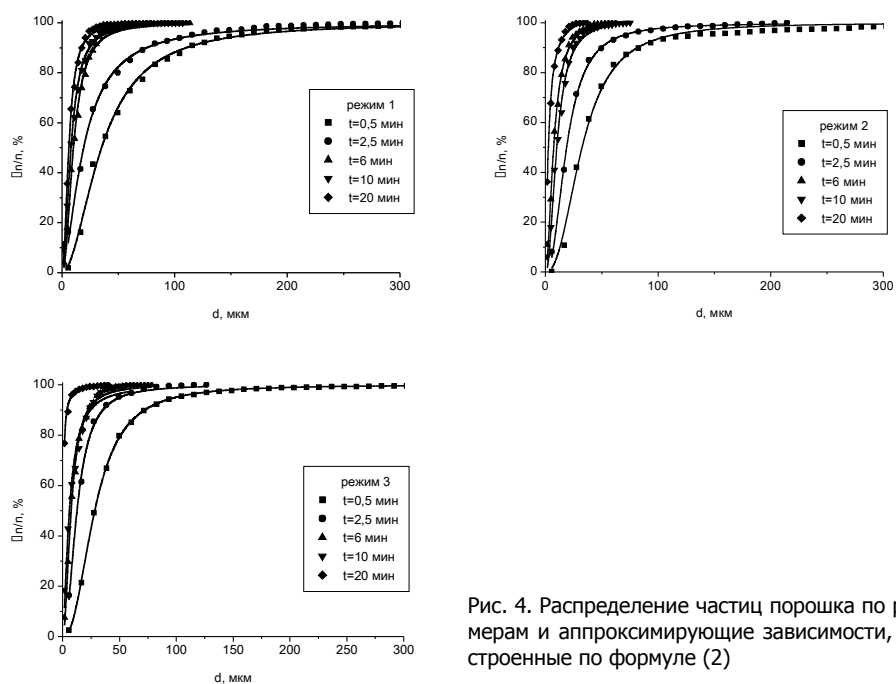 100
80
60
40
20
0
▯n/n, %
0 100 200 300
d, мкм
режим 1
t=0,5 мин
t=2,5 мин
t=6 мин
t=10 мин
t=20 мин
100
80
60
40
20
0
▯n/n, %
0 100 200 300
d, мкм
режим 2
t=0,5 мин
t=2,5 мин
t=6 мин
t=10 мин
t=20 мин
100
80
60
40
20
0
▯n/n, %
0 50 100 150 200 250 300
d, мкм
режим 3
t=0,5 мин
t=2,5 мин
t=6 мин
t=10 мин
t=20 мин
Рис. 4. Распределение частиц порошка по р
мерам и аппроксимирующие зависимости,
строенные по формуле (2)